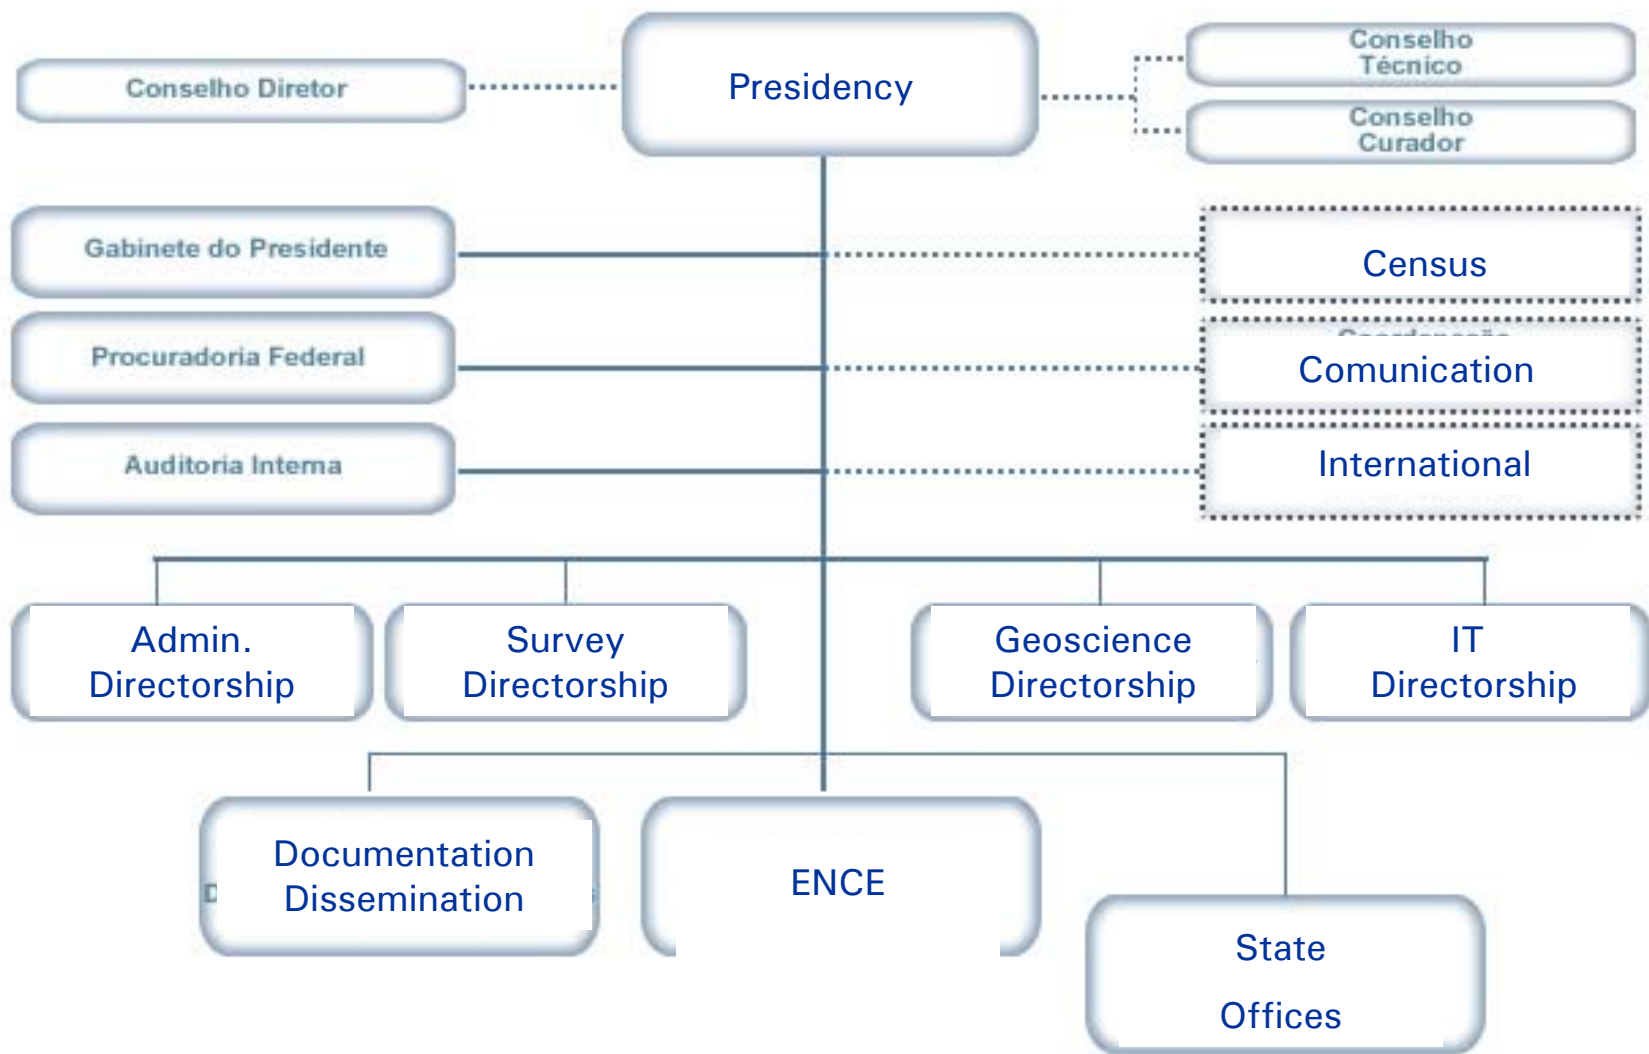 Conselho Diretor
Presidency
Conselho
Técnico
Conselho
Curador
Gabinete do Presidente
Census
Procuradoria Federal
Comunication
Auditoria Interna
International
Admin.
Directorship
Survey
Directorship
Geoscience
Directorship
IT
Directorship
Documentation
Dissemination
ENCE
State
Offices